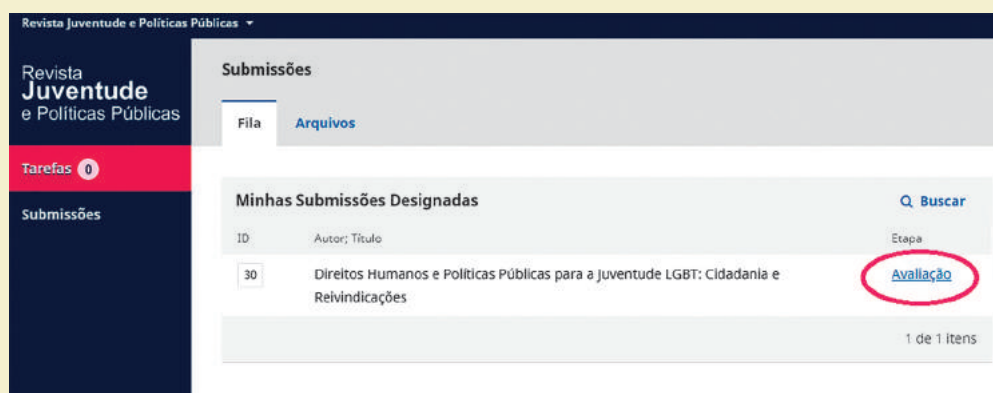 Revista Juventude e Políticas Públicas
Revista
Juventude
e Políticas Públicas
Tarefas 0
Submissões
Submissões
Fila Arquivos
Minhas Submissões Designadas Buscar
ID Autor; Título Etapa
30 Direitos Humanos e Políticas Públicas para a Juventude LGBT: Cidadania e Avaliação
Reivindicações
1 de 1 itens